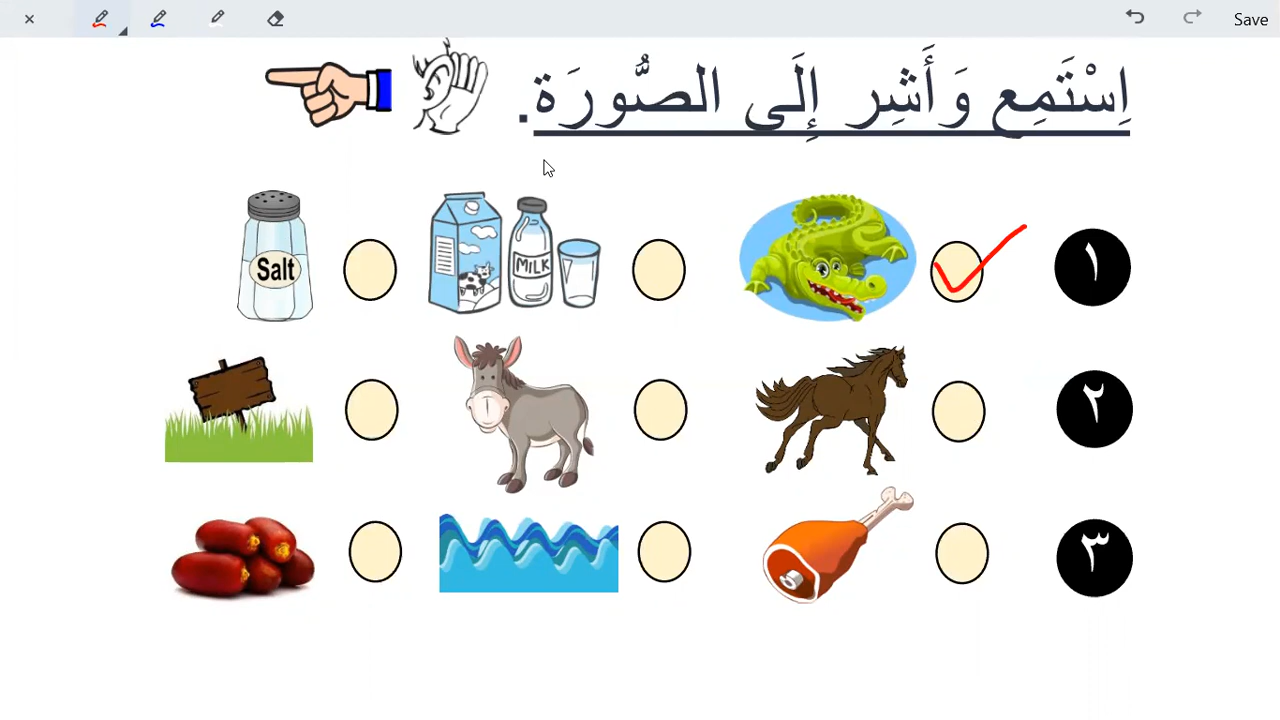 Save
اِسْتَمِع وَأَشِر إِلَى الصُّورَة.
١
MILK
Salt
٢
٣